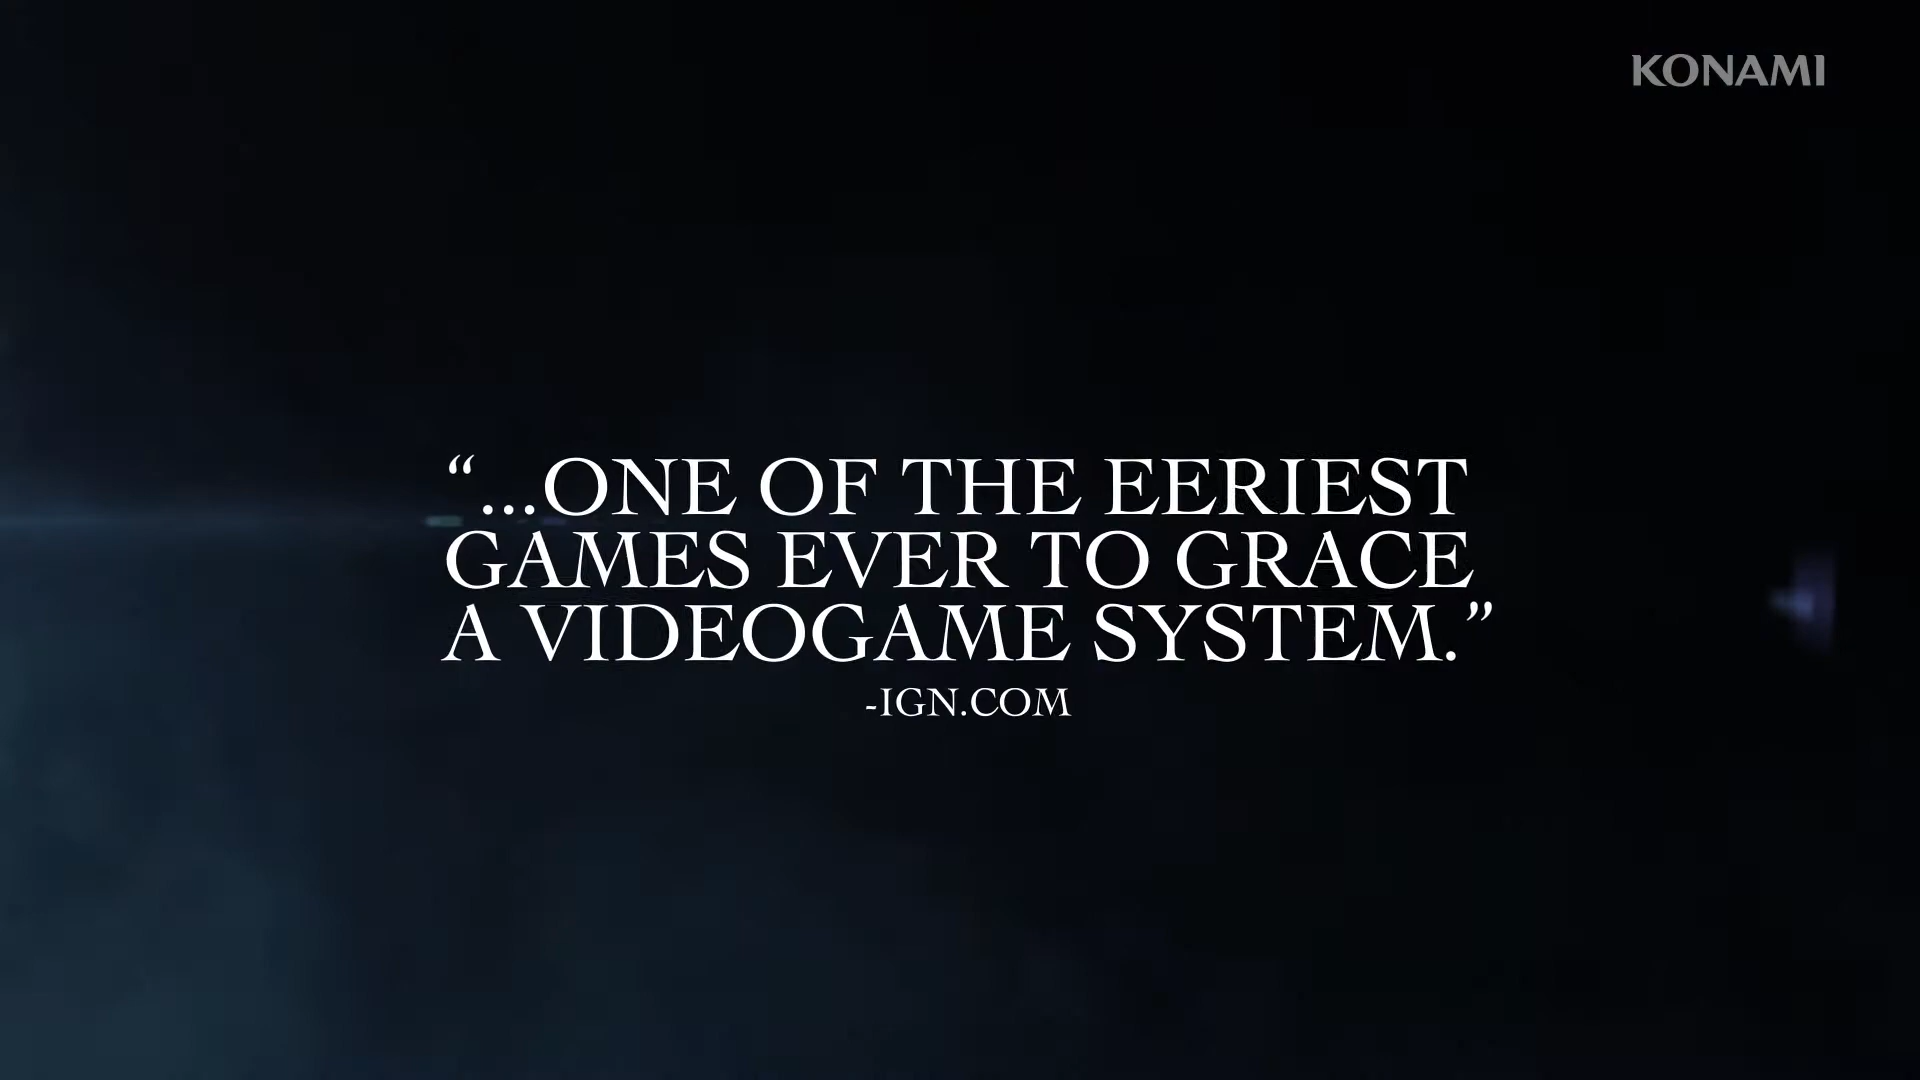 KONAMI
“...ONE OF THE EERIEST
GAMES EVER TO GRACE
A VIDEOGAME SYSTEM.”
-IGN.COM